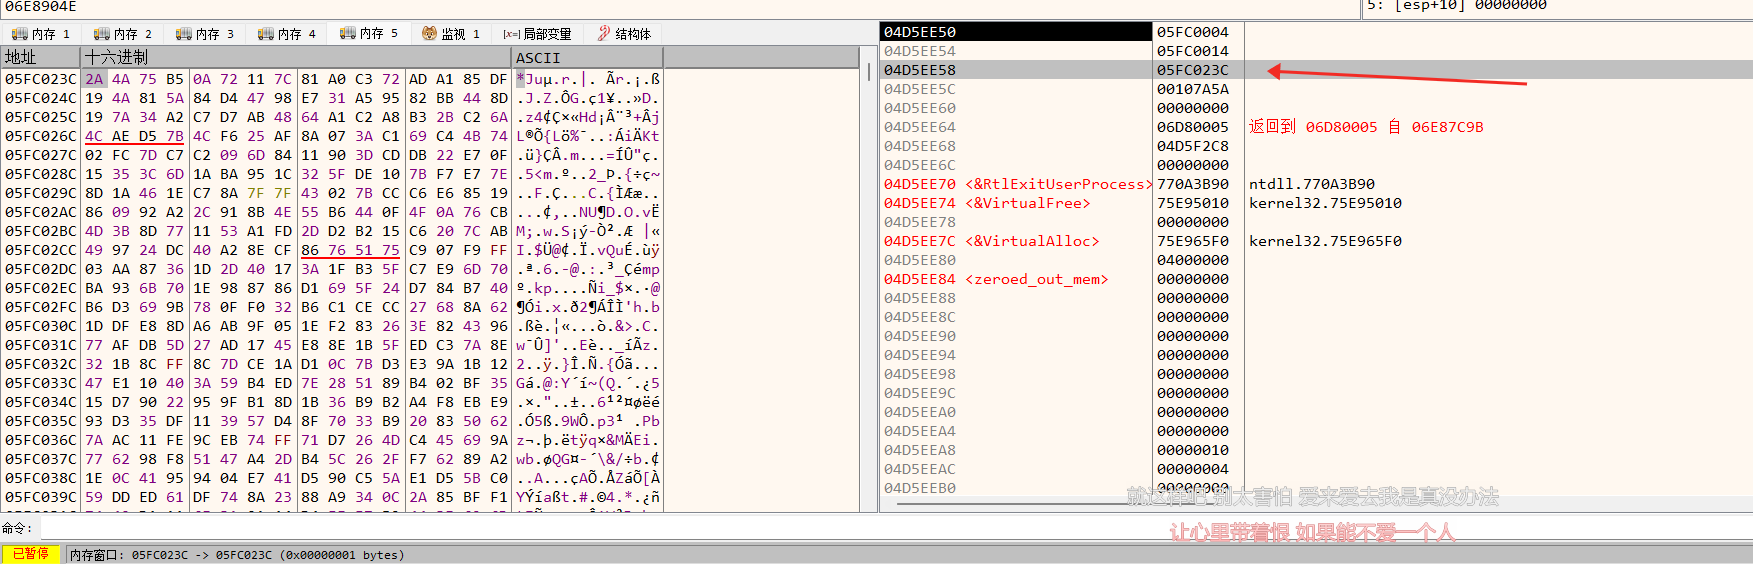 06E8904E
5: [esp+10] 00000000
内存 1 内存 2 内存 3 内存 4 内存 5 监视 1 [x=] 局部变量 结构体
地址 十六进制 ASCII
05FC023C 2A 4A 75 B5 0A 72 11 7C 81 A0 C3 72 AD A1 85 DF *Juµ.r.|. Ãr.¡.ß
05FC024C 19 4A 81 5A 84 D4 47 98 E7 31 A5 95 82 BB 44 8D .J.Z.ÔG.ç1¥..»D.
05FC025C 19 7A 34 A2 C7 D7 AB 48 64 A1 C2 A8 B3 2B C2 6A .z4¢Ç×«Hd¡Â¨³+Âj
05FC026C 4C AE D5 7B 4C F6 25 AF 8A 07 3A C1 69 C4 4B 74 L®Õ{Lö%¯..:ÁiÄKt
05FC027C 02 FC 7D C7 C2 09 6D 84 11 90 3D CD DB 22 E7 0F .ü}ÇÂ.m...=ÍÛ"ç.
05FC028C 15 35 3C 6D 1A BA 95 1C 32 5F DE 10 7B F7 E7 7E .5<m.º..2_Þ.{÷ç~
05FC029C 8D 1A 46 1E C7 8A 7F 7F 43 02 7B CC C6 E6 85 19 ..F.Ç...C.{ÌÆæ..
05FC02AC 86 09 92 A2 2C 91 8B 4E 55 B6 44 0F 4F 0A 76 CB ...¢,..NU¶D.O.vË
05FC02BC 4D 3B 8D 77 11 53 A1 FD 2D D2 B2 15 C6 20 7C AB M;.w.S¡ý-Ò².Æ |«
05FC02CC 49 97 24 DC 40 A2 8E CF 86 76 51 75 C9 07 F9 FF I.$Ü@¢.Ï.vQuÉ.ùÿ
05FC02DC 03 AA 87 36 1D 2D 40 17 3A 1F B3 5F C7 E9 6D 70 .ª.6.-@.:.³_Çémp
05FC02EC BA 93 6B 70 1E 98 87 86 D1 69 5F 24 D7 84 B7 40 º.kp....Ñi_$×.·@
05FC02FC B6 D3 69 9B 78 0F F0 32 B6 C1 CE CC 27 68 8A 62 ¶Ói.x.ð2¶ÁÎÌ'h.b
05FC030C 1D DF E8 8D A6 AB 9F 05 1E F2 83 26 3E 82 43 96 .ßè.¦«...ò.&>.C.
05FC031C 77 AF DB 5D 27 AD 17 45 E8 8E 1B 5F ED C3 7A 8E w¯Û]'..Eè.._íÃz.
05FC032C 32 1B 8C FF 8C 7D CE 1A D1 0C 7B D3 E3 9A 1B 12 2..ÿ.}Î.Ñ.{Óã...
05FC033C 47 E1 10 40 3A 59 B4 ED 7E 28 51 89 B4 02 BF 35 Gá.@:Y´í~(Q.´.¿5
05FC034C 15 D7 90 22 95 9F B1 8D 1B 36 B9 B2 A4 F8 EB E9 .×."..±..6¹²¤øëé
05FC035C 93 D3 35 DF 11 39 57 D4 8F 70 33 B9 20 83 50 62 .Ó5ß.9WÔ.p3¹ .Pb
05FC036C 7A AC 11 FE 9C EB 74 FF 71 D7 26 4D C4 45 69 9A z¬.þ.ëtÿq×&MÄEi.
05FC037C 77 62 98 F8 51 47 A4 2D B4 5C 26 2F F7 62 89 A2 wb.øQG¤-´\&/÷b.¢
05FC038C 1E 0C 41 95 94 04 E7 41 D5 90 C5 5A E1 D5 5B C0 ..A...çAÕ.ÅZáÕ[À
05FC039C 59 DD ED 61 DF 74 8A 23 88 A9 34 0C 2A 85 BF F1 YÝíaßt.#.©4.*.¿ñ
04D5EE50 05FC0004
04D5EE54 05FC0014
04D5EE58 05FC023C
04D5EE5C 00107A5A
04D5EE60 00000000
04D5EE64 06D80005 返回到 06D80005 自 06E87C9B
04D5EE68 04D5F2C8
04D5EE6C 00000000
04D5EE70 <&RtlExitUserProcess> 770A3B90 ntdll.770A3B90
04D5EE74 <&VirtualFree> 75E95010 kernel32.75E95010
04D5EE78 00000000
04D5EE7C <&VirtualAlloc> 75E965F0 kernel32.75E965F0
04D5EE80 04000000
04D5EE84 <zeroed_out_mem> 00000000
04D5EE88 00000000
04D5EE8C 00000000
04D5EE90 00000000
04D5EE94 00000000
04D5EE98 00000000
04D5EE9C 00000000
04D5EEA0 00000000
04D5EEA4 00000000
04D5EEA8 00000010
04D5EEAC 00000004
04D5EEB0 00000000
就这样吧 别太害怕 爱来爱去我是真没办法
命令:
让心里带着恨 如果能不爱一个人
已暂停 内存窗口: 05FC023C -> 05FC023C (0x00000001 bytes)